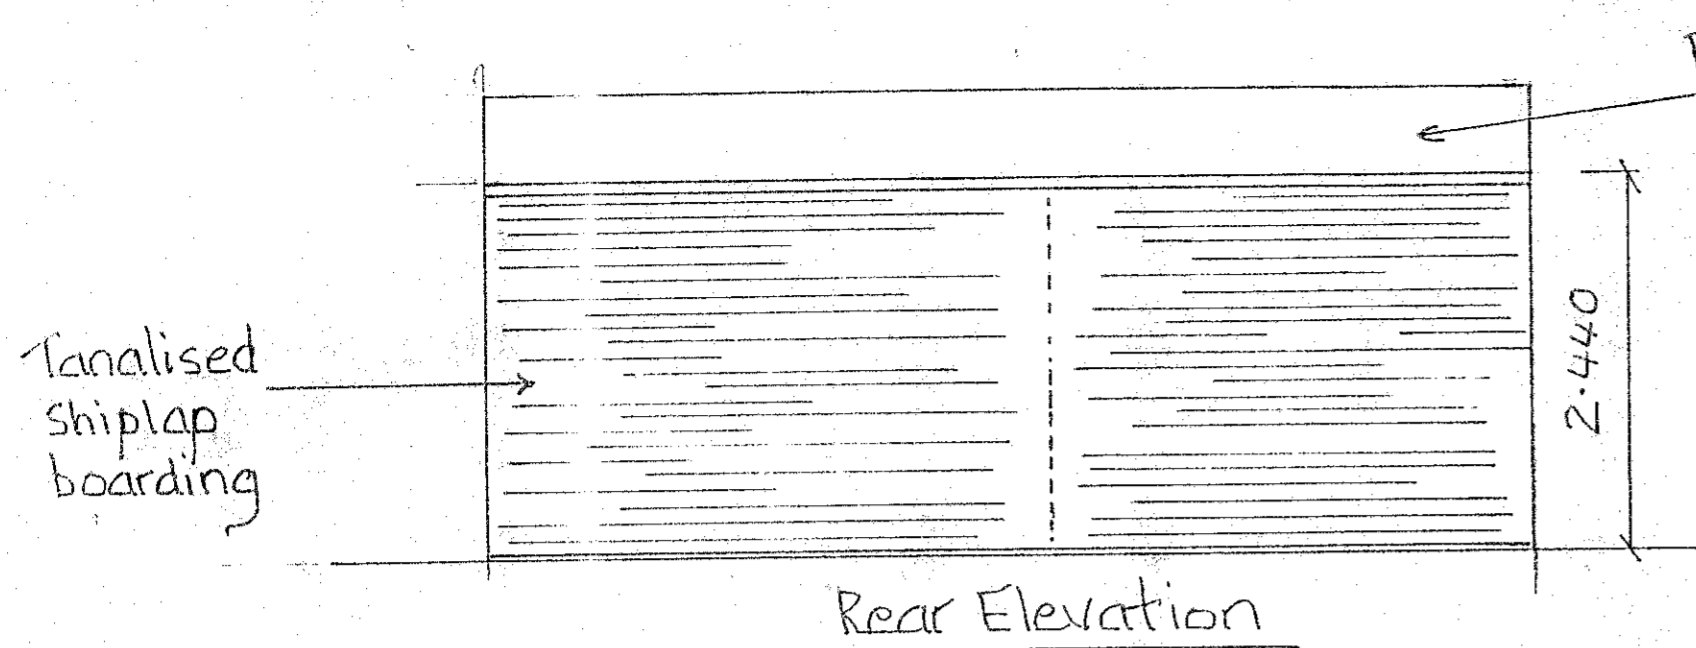 Tanalised
shiplap
boarding
2.440
Rear Elevation